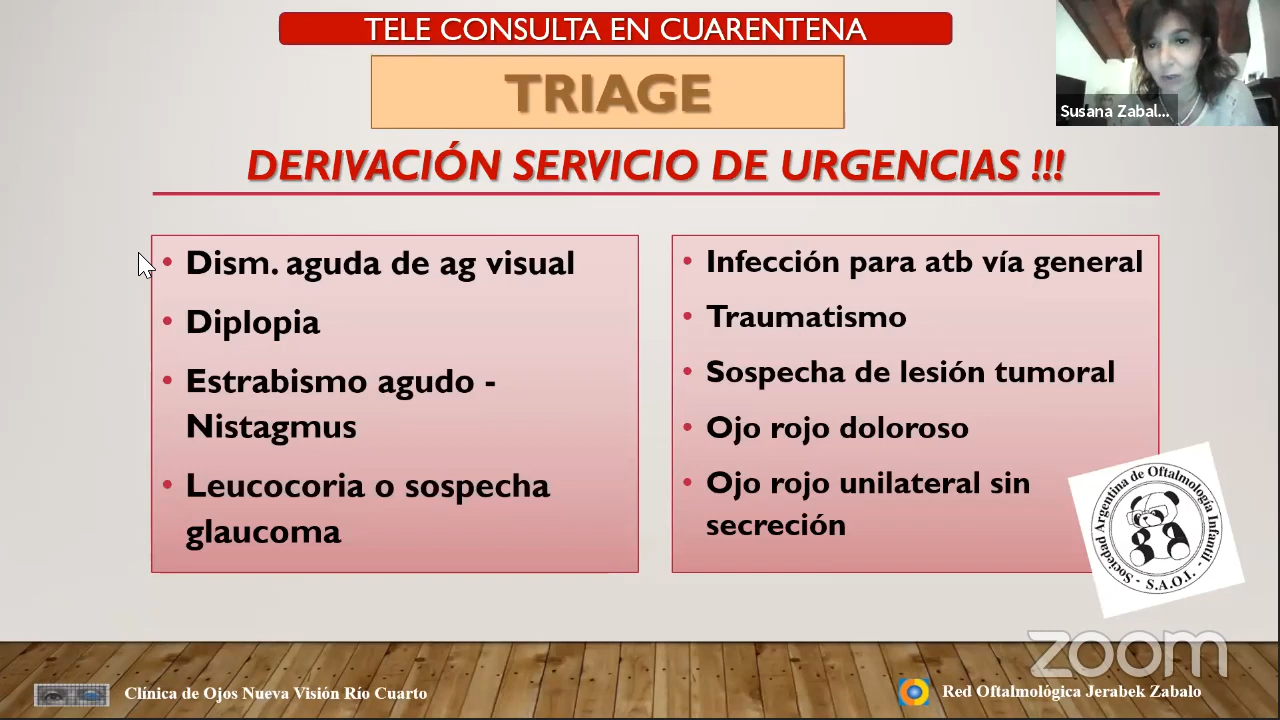 TELE CONSULTA EN CUARENTENA
TRIAGE
Susana Zabal...
DERIVACIÓN SERVICIO DE URGENCIAS !!!
• Dism. aguda de ag visual
• Diplopia
• Estrabismo agudo -
Nistagmus
• Leucocoria o sospecha
glaucoma
• Infección para atb vía general
• Traumatismo
• Sospecha de lesión tumoral
• Ojo rojo doloroso
• Ojo rojo unilateral sin
secreción
Sociedad Argentina de Oftalmología Infantil - S.A.O.I. -
zoom
Clínica de Ojos Nueva Visión Río Cuarto
Red Oftalmológica Jerabek Zabalo